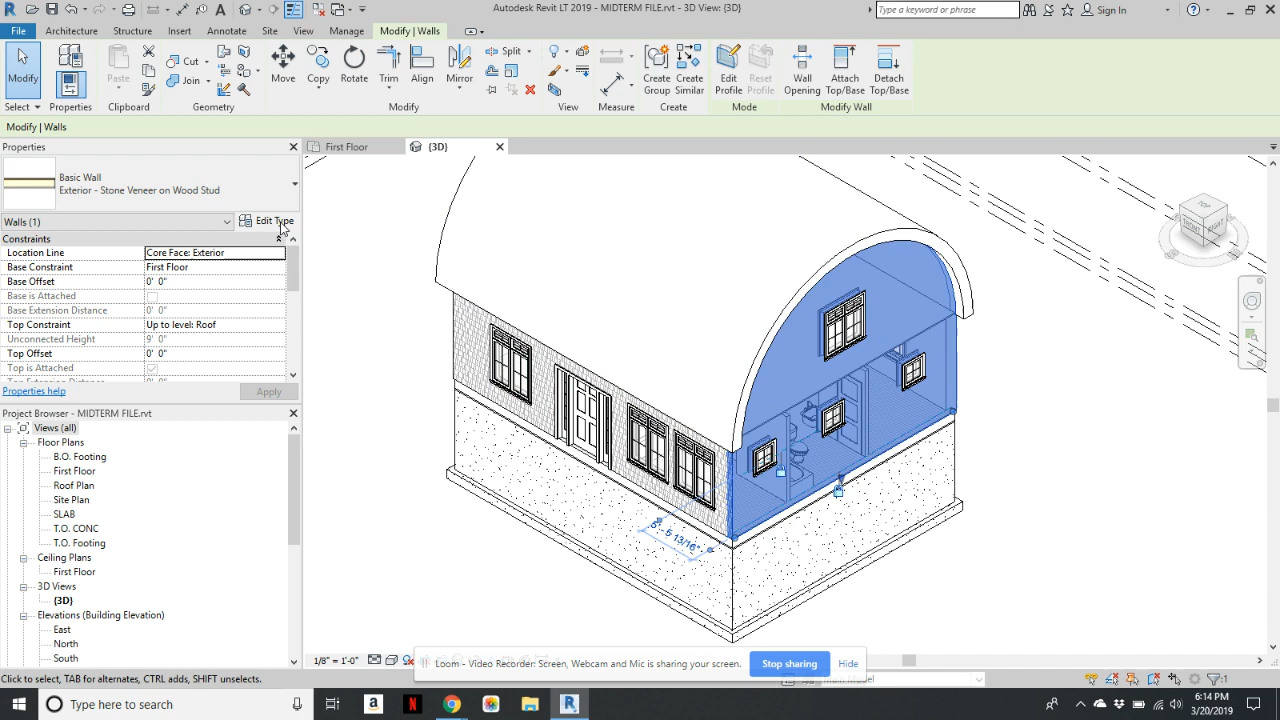 Autodesk Revit LT 2019 - MIDTERM FILE.rvt - 3D View: {3D}
Type a keyword or phrase
Sign In
File Architecture Structure Insert Annotate Site View Manage Modify | Walls
Modify Properties Paste Cut Join Move Copy Rotate Trim Align Mirror Split Create Group Create Similar Edit Profile Reset Profile Wall Opening Attach Top/Base Detach Top/Base
Select Properties Clipboard Geometry Modify View Measure Create Mode Modify Wall
Modify | Walls
Properties
First Floor
{3D}
Basic Wall
Exterior - Stone Veneer on Wood Stud
Walls (1)
Edit Type
Constraints
Location Line Core Face: Exterior
Base Constraint First Floor
Base Offset 0' 0"
Base is Attached
Base Extension Distance 0' 0"
Top Constraint Up to level: Roof
Unconnected Height 9' 0"
Top Offset 0' 0"
Top is Attached
Properties help
Apply
Project Browser - MIDTERM FILE.rvt
Views (all)
Floor Plans
B.O. Footing
First Floor
Roof Plan
Site Plan
SLAB
T.O. CONC
T.O. Footing
Ceiling Plans
First Floor
3D Views
{3D}
Elevations (Building Elevation)
East
North
South
TOP
FRONT
RIGHT
1/8" = 1'-0"
Loom - Video Recorder: Screen, Webcam and Mic is sharing your screen.
Stop sharing
Hide
Click to select, TAB for alternates, CTRL adds, SHIFT unselects.
Main Model
:1
Type here to search
6:14 PM
3/20/2019